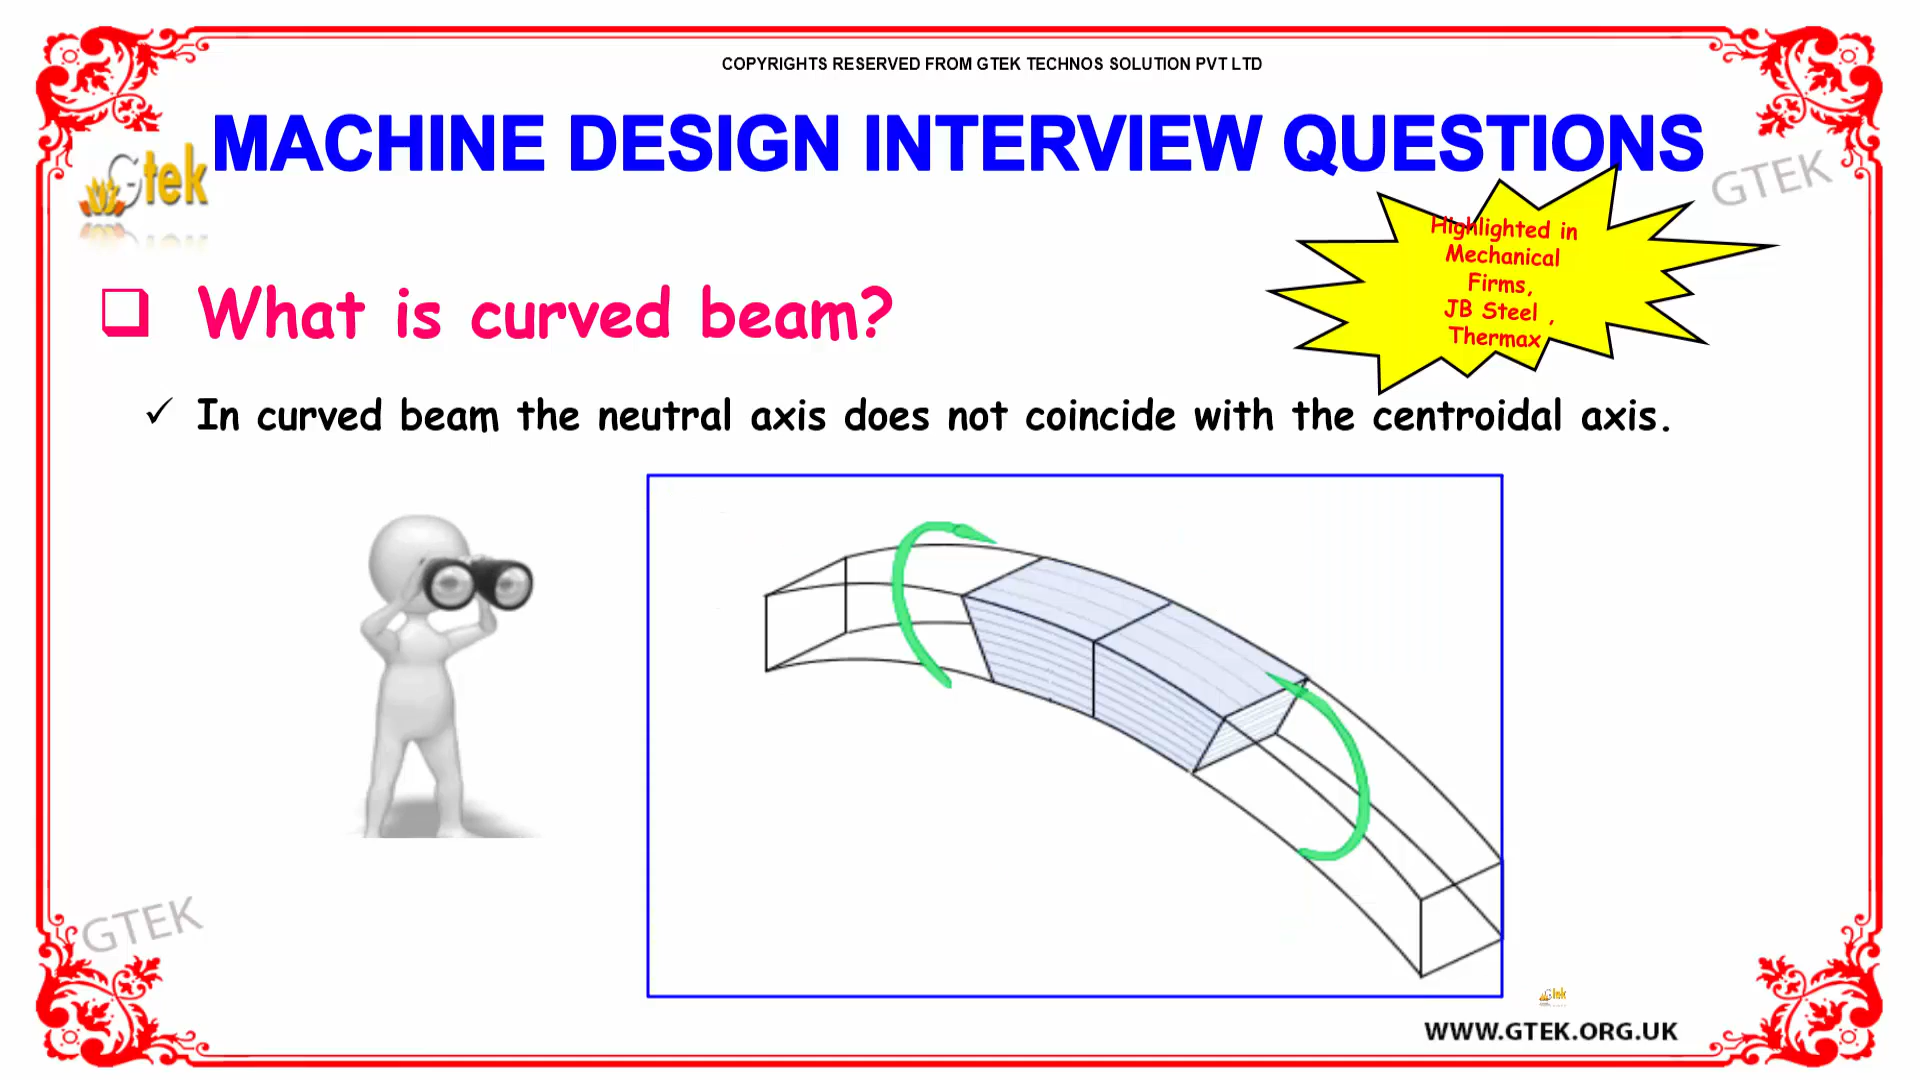 COPYRIGHTS RESERVED FROM GTEK TECHNOS SOLUTION PVT LTD
MACHINE DESIGN INTERVIEW QUESTIONS
Gtek
GTEK
Highlighted in
Mechanical
Firms,
JB Steel ,
Thermax
What is curved beam?
In curved beam the neutral axis does not coincide with the centroidal axis.
GTEK
Gtek
WWW.GTEK.ORG.UK